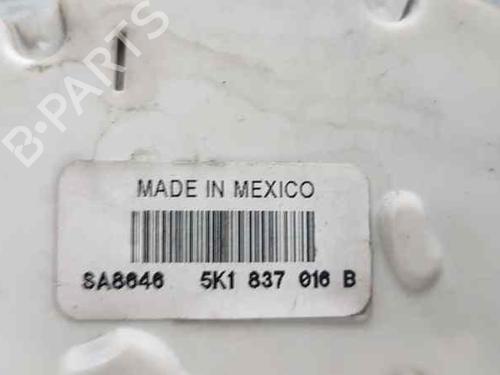 B-PARTS
MADE IN MEXICO
SA8646 5K1 837 016 B